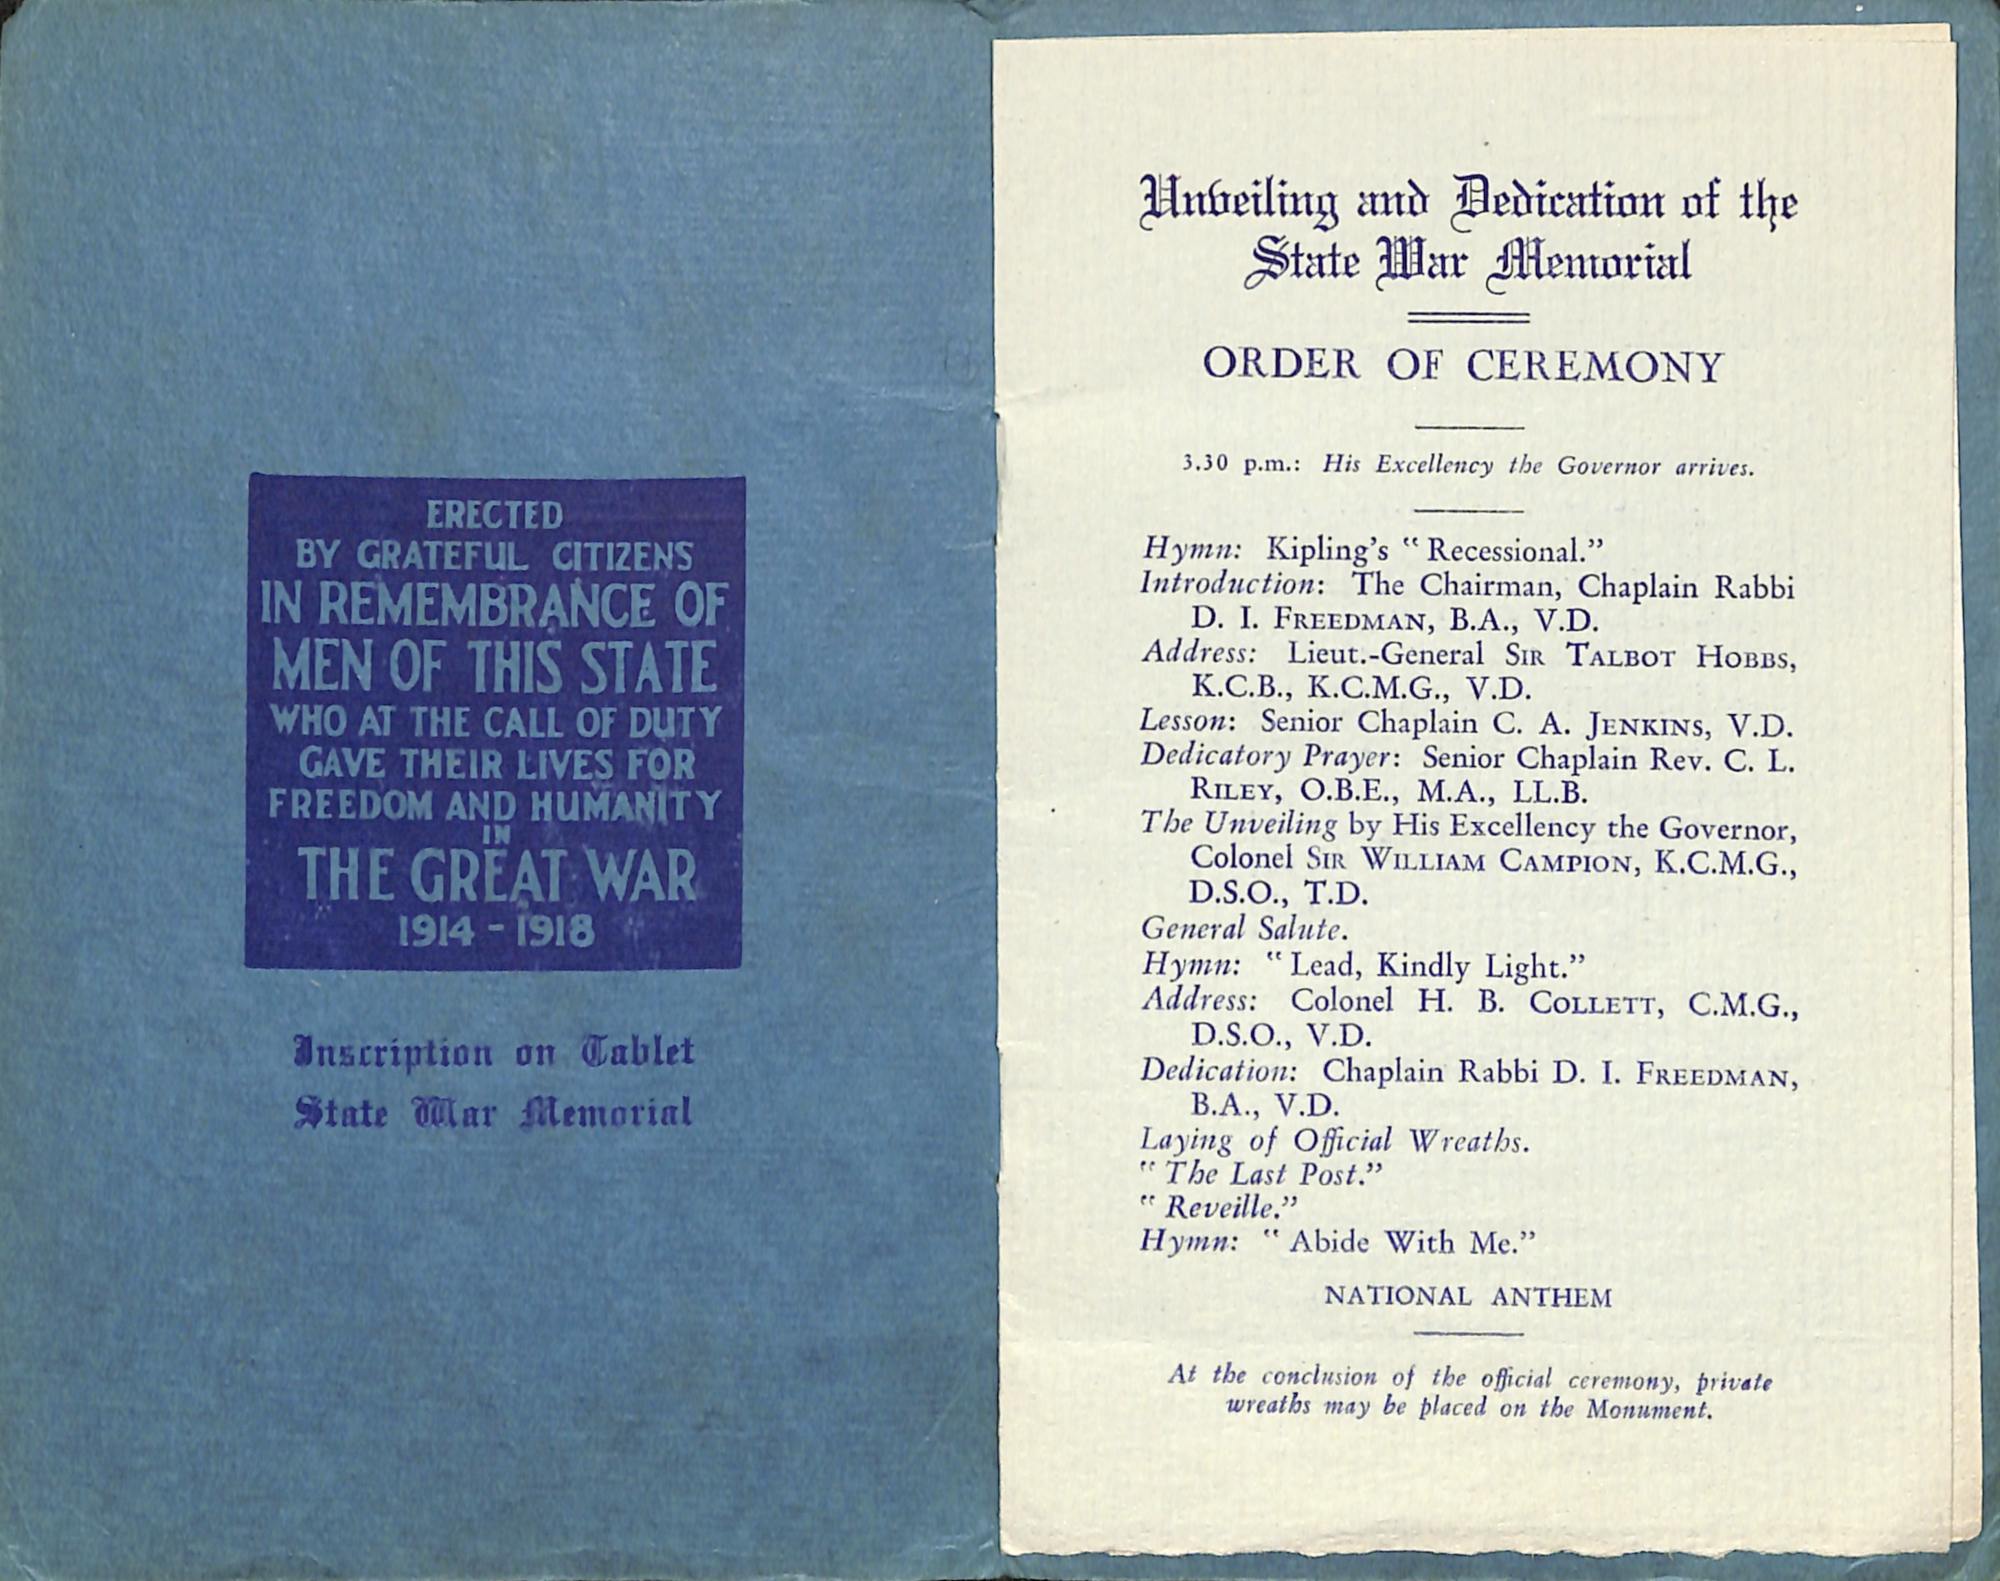 ERECTED
BY GRATEFUL CITIZENS
IN REMEMBRANCE OF
MEN OF THIS STATE
WHO AT THE CALL OF DUTY
GAVE THEIR LIVES FOR
FREEDOM AND HUMANITY
IN
THE GREAT WAR
1914 - 1918
Inscription on Tablet
State War Memorial
Unveiling and Dedication of the
State War Memorial
ORDER OF CEREMONY
3.30 p.m.: His Excellency the Governor arrives.
Hymn: Kipling's “Recessional.”
Introduction: The Chairman, Chaplain Rabbi
D. I. FREEDMAN, B.A., V.D.
Address: Lieut.-General SIR TALBOT HOBBS,
K.C.B., K.C.M.G., V.D.
Lesson: Senior Chaplain C. A. JENKINS, V.D.
Dedicatory Prayer: Senior Chaplain Rev. C. L.
RILEY, O.B.E., M.A., LL.B.
The Unveiling by His Excellency the Governor,
Colonel SIR WILLIAM CAMPION, K.C.M.G.,
D.S.O., T.D.
General Salute.
Hymn: “Lead, Kindly Light.”
Address: Colonel H. B. COLLETT, C.M.G.,
D.S.O., V.D.
Dedication: Chaplain Rabbi D. I. FREEDMAN,
B.A., V.D.
Laying of Official Wreaths.
“The Last Post.”
“Reveille.”
Hymn: “Abide With Me.”
NATIONAL ANTHEM
At the conclusion of the official ceremony, private
wreaths may be placed on the Monument.